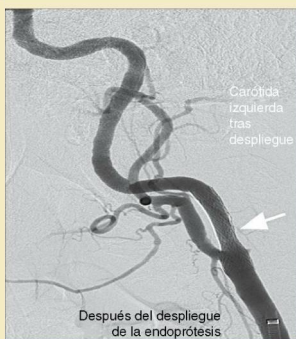 Carótida
izquierda
tras
despliegue
Después del despliegue
de la endoprótesis